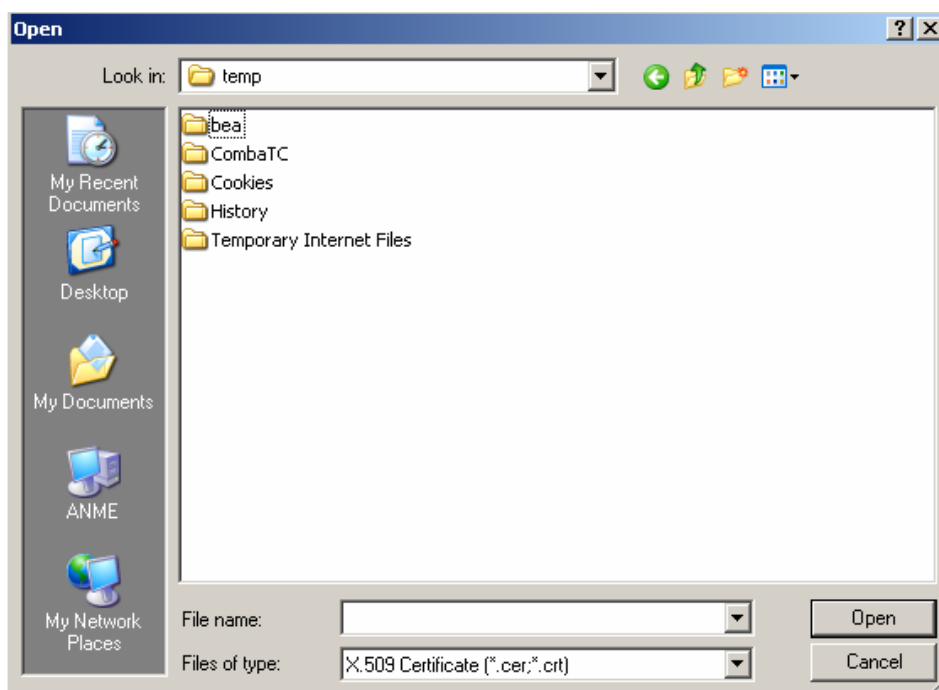 Open
Look in:
temp
My Recent
Documents
Desktop
My Documents
ANME
My Network
Places
bea
CombaTC
Cookies
History
Temporary Internet Files
File name:
Open
Files of type:
X.509 Certificate (*.cer;*.crt)
Cancel